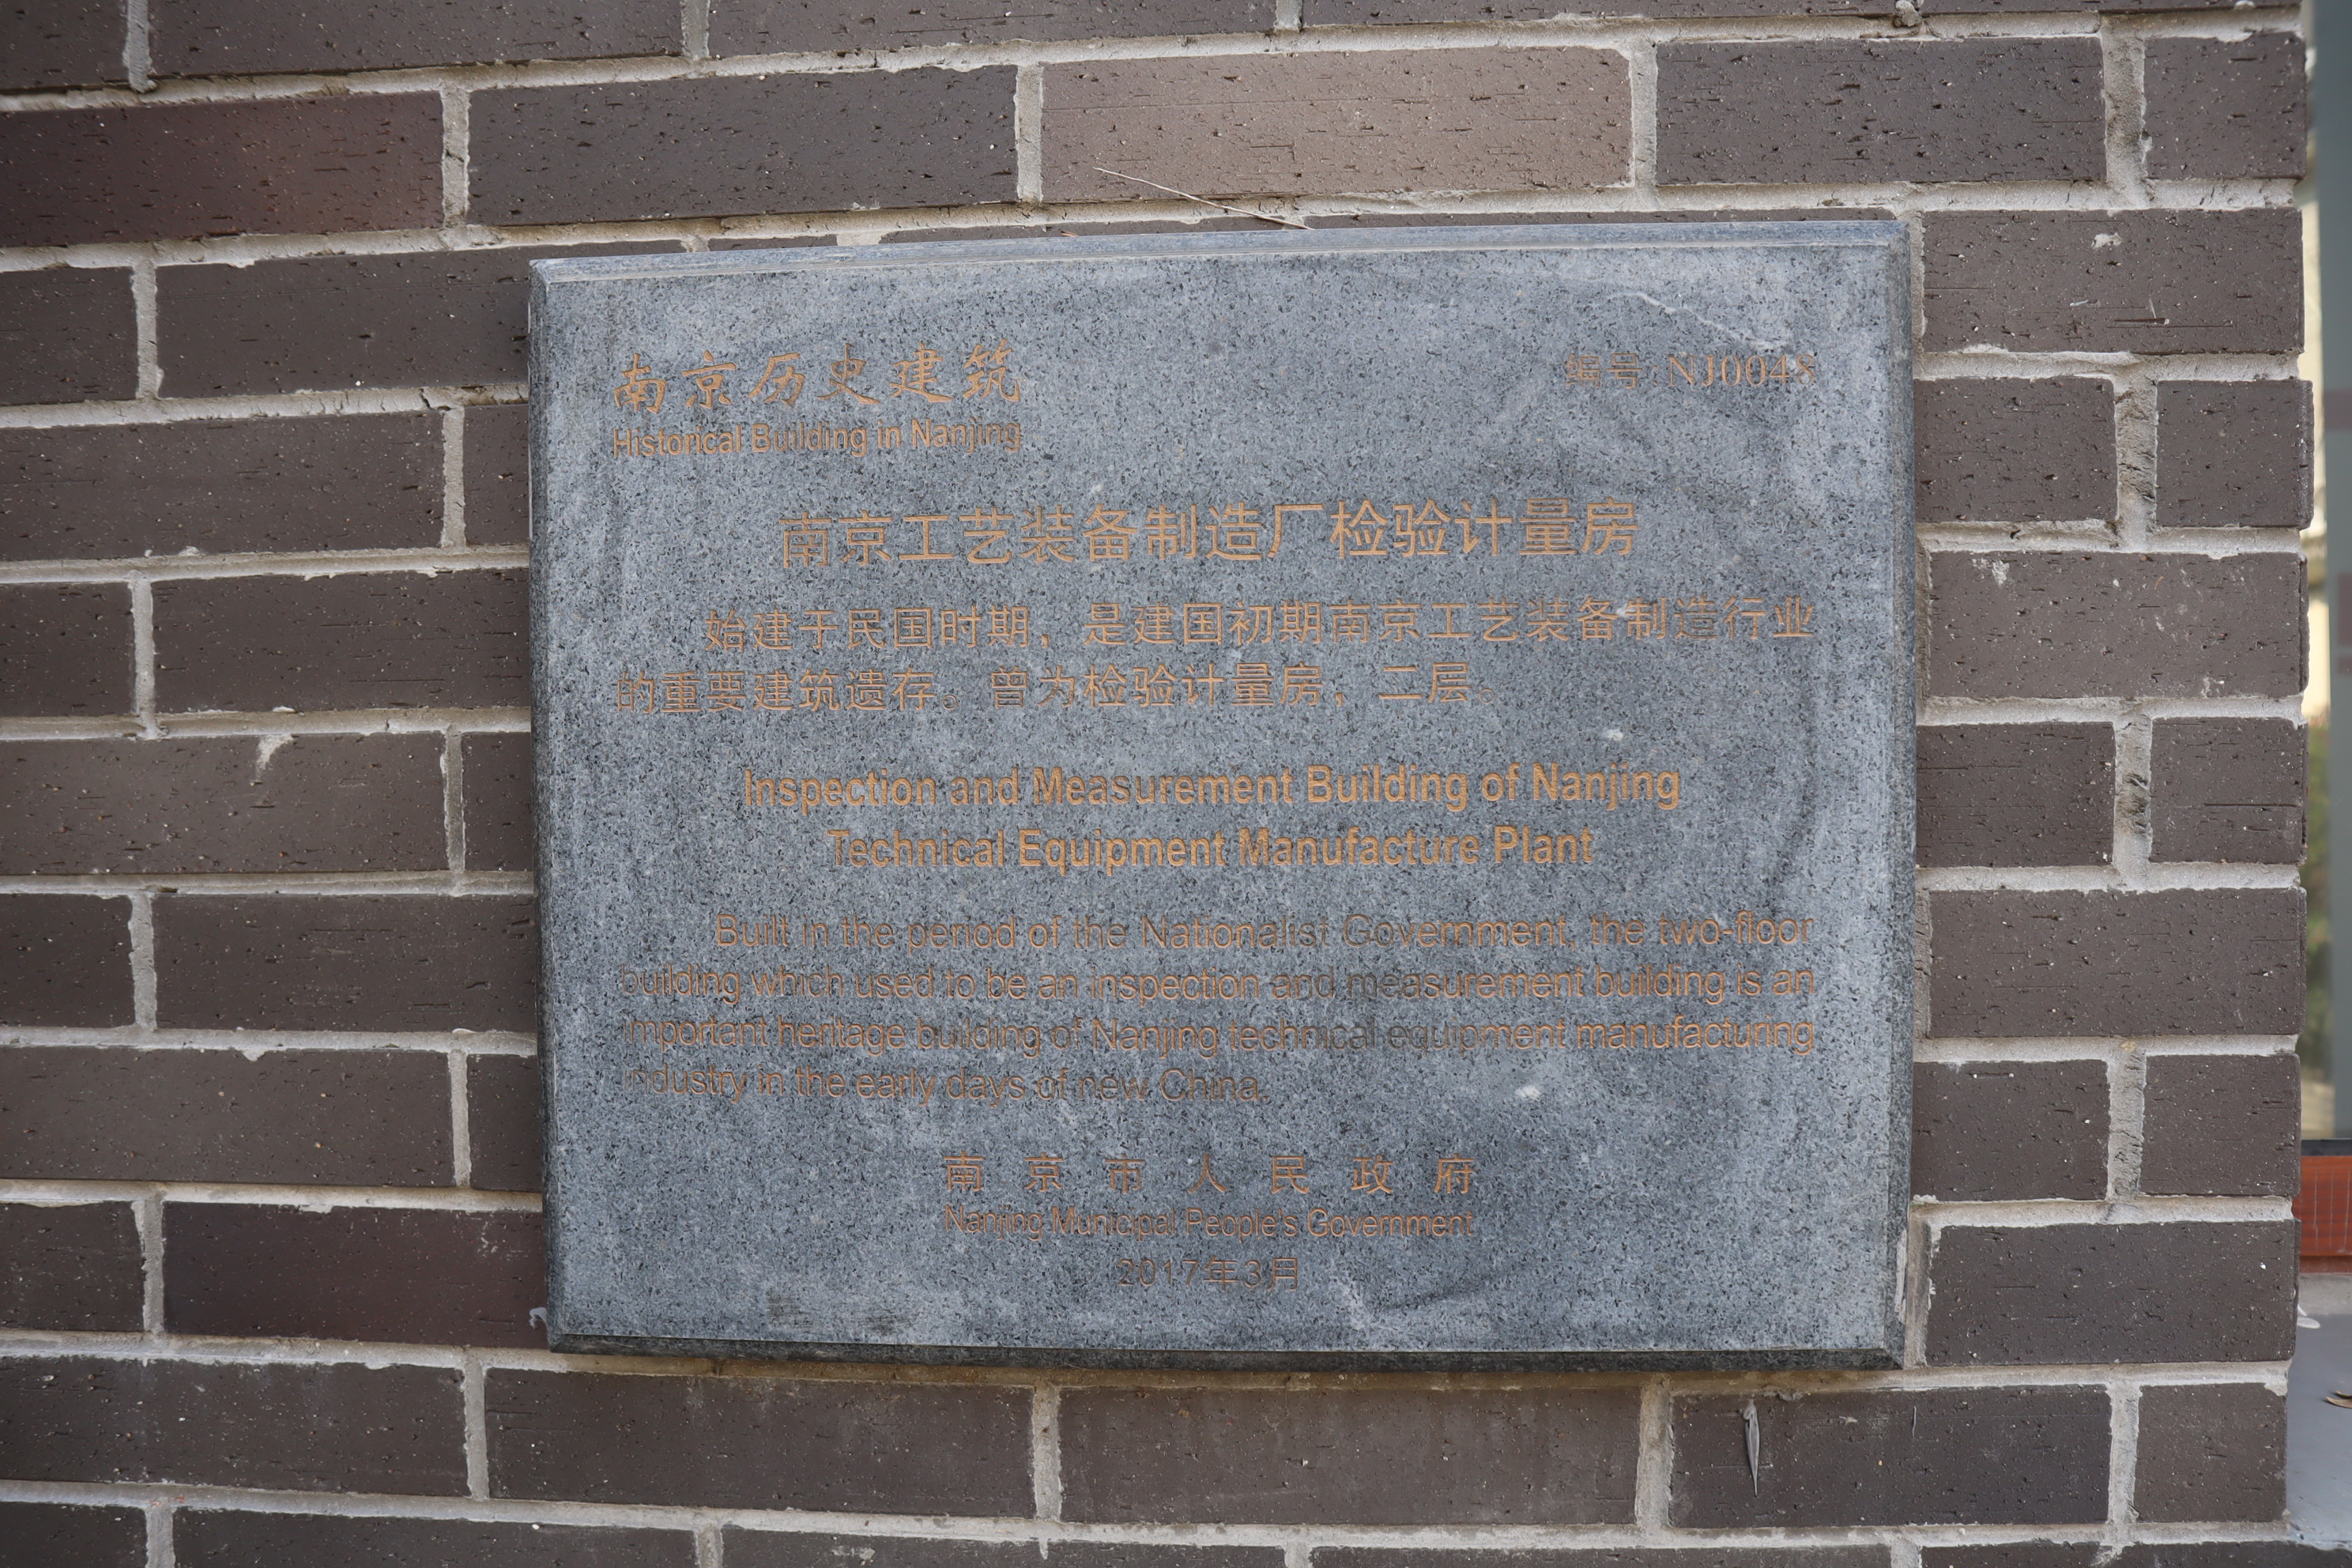 南京历史建筑
编号:NJ0048
Historical Building in Nanjing
南京工艺装备制造厂检验计量房
始建于民国时期，是建国初期南京工艺装备制造行业
的重要建筑遗存。曾为检验计量房，二层。
Inspection and Measurement Building of Nanjing
Technical Equipment Manufacture Plant
Built in the period of the Nationalist Government, the two-floor
building which used to be an inspection and measurement building is an
important heritage building of Nanjing technical equipment manufacturing
industry in the early days of new China.
南京市人民政府
Nanjing Municipal People's Government
2017年3月